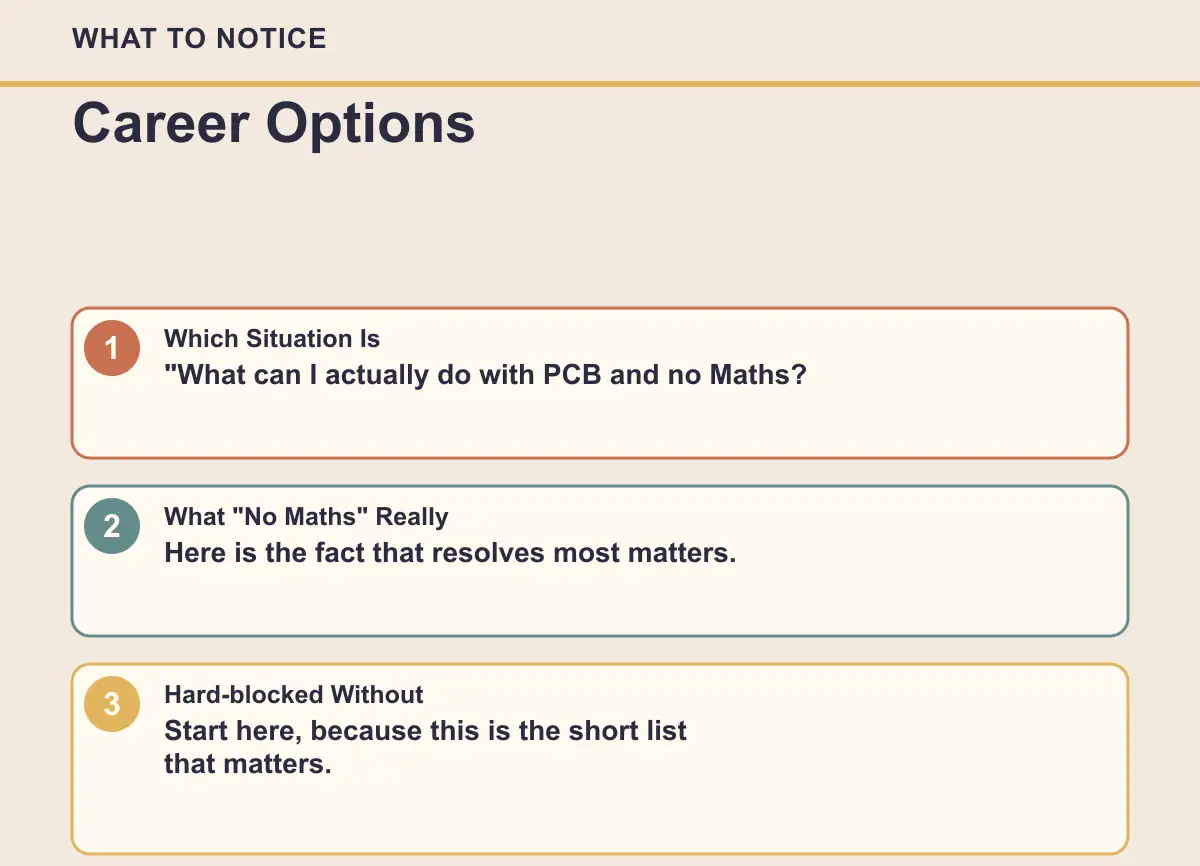 WHAT TO NOTICE
Career Options
1
Which Situation Is
"What can I actually do with PCB and no Maths?
2
What "No Maths" Really
Here is the fact that resolves most matters.
3
Hard-blocked Without
Start here, because this is the short list
that matters.